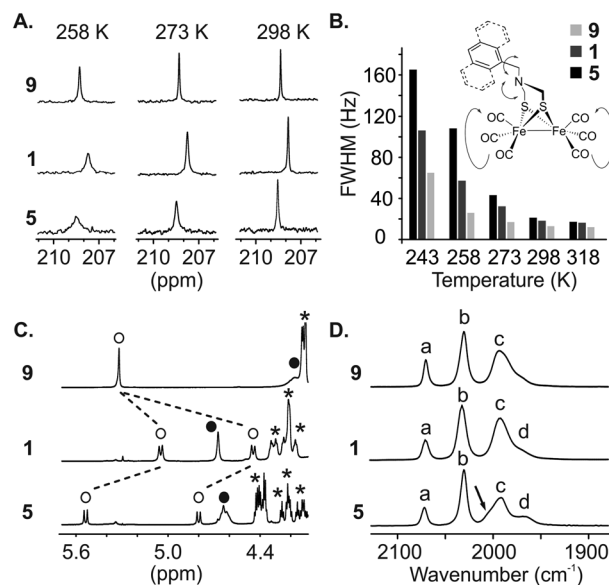 A.
258 K 273 K 298 K
9
1
5
210 207 210 207 210 207
(ppm)
B.
9
1
5
160
120
80
40
0
FWHM (Hz)
243 258 273 298 318
Temperature (K)
N
S S
OC Fe Fe CO
OC CO
OC CO
C.
9
1
5
* * * * * * * *
5.6 5.0 4.4
(ppm)
D.
9
a b c
1
a b c d
5
a b c d
2100 2000 1900
Wavenumber (cm⁻¹)